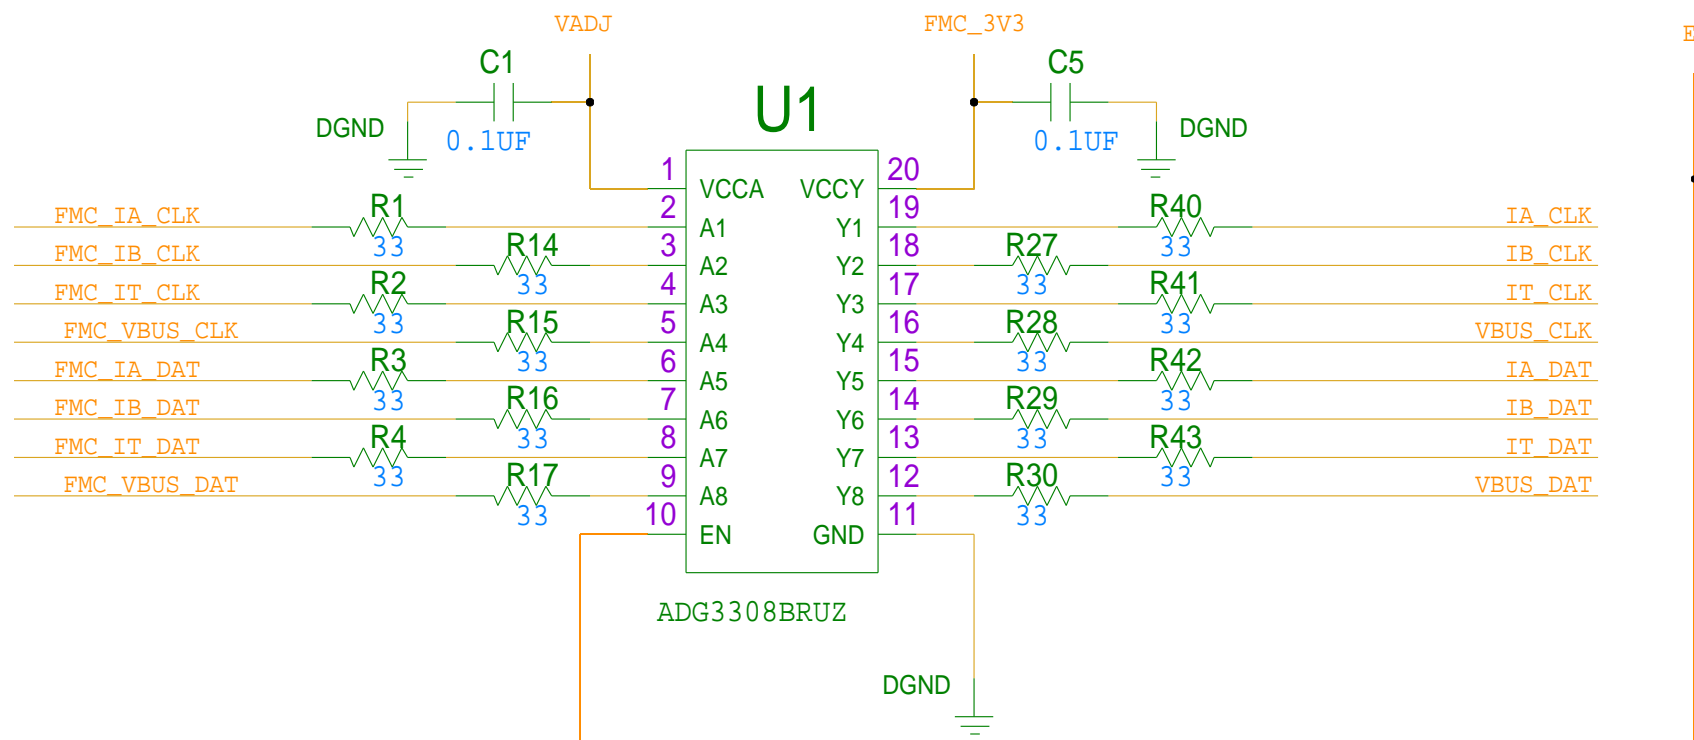 VADJ
FMC_3V3
E
C1
C5
U1
DGND
0.1UF
0.1UF
DGND
1
20
VCCA
VCCY
FMC_IA_CLK
R1
33
2
A1
Y1
19
R40
33
IA_CLK
FMC_IB_CLK
R14
33
3
A2
Y2
18
R27
33
IB_CLK
FMC_IT_CLK
R2
33
4
A3
Y3
17
R41
33
IT_CLK
FMC_VBUS_CLK
R15
33
5
A4
Y4
16
R28
33
VBUS_CLK
FMC_IA_DAT
R3
33
6
A5
Y5
15
R42
33
IA_DAT
FMC_IB_DAT
R16
33
7
A6
Y6
14
R29
33
IB_DAT
FMC_IT_DAT
R4
33
8
A7
Y7
13
R43
33
IT_DAT
FMC_VBUS_DAT
R17
33
9
A8
Y8
12
R30
33
VBUS_DAT
10
EN
GND
11
ADG3308BRUZ
DGND